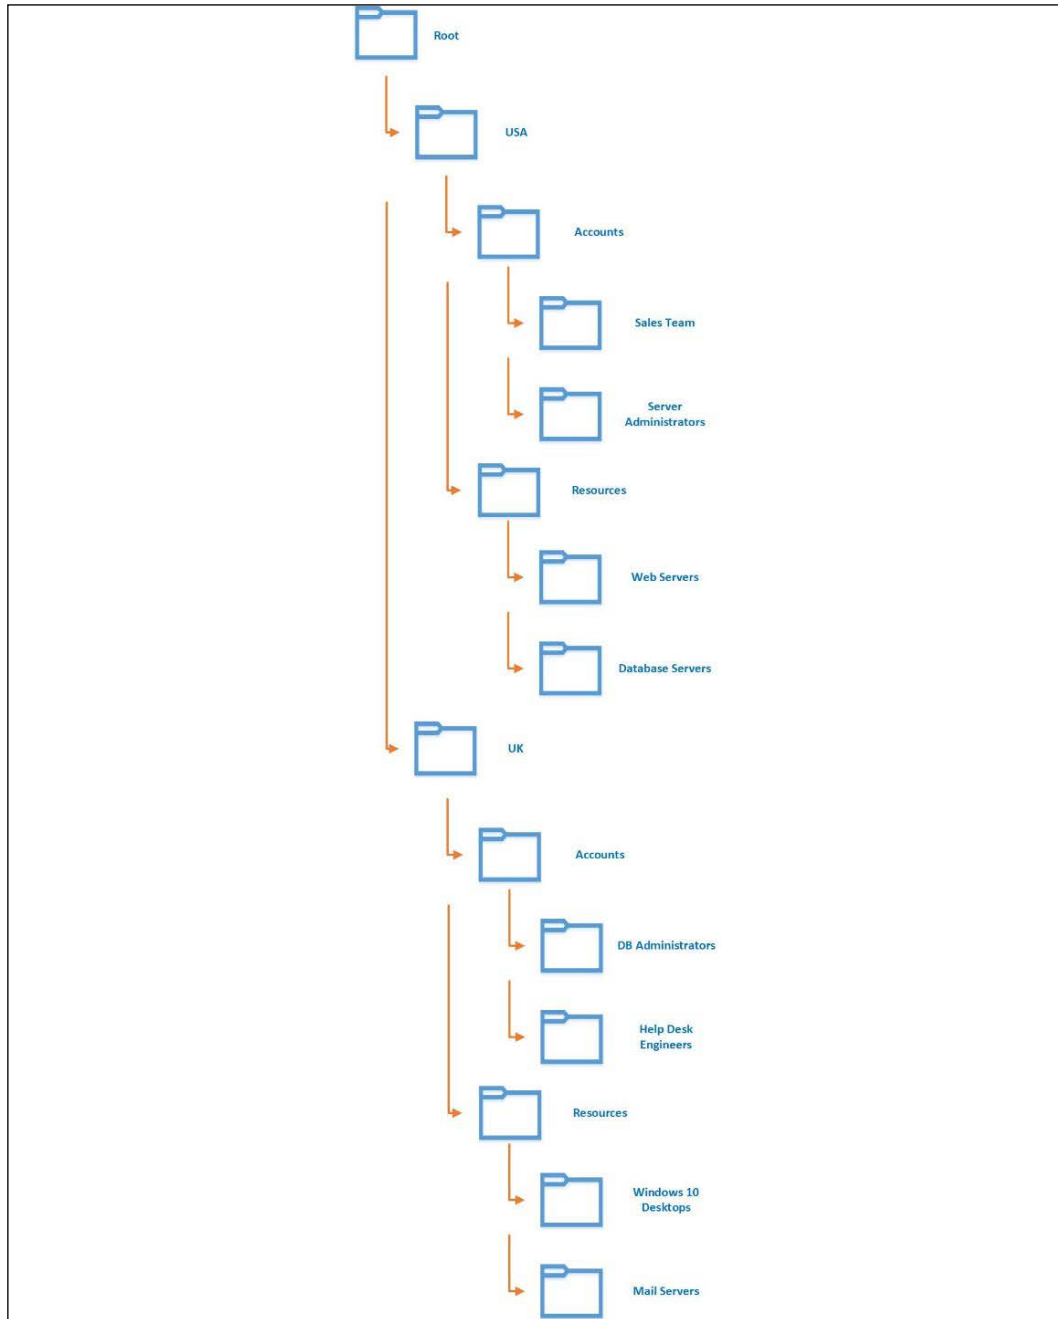 Root
USA
Accounts
Sales Team
Server
Administrators
Resources
Web Servers
Database Servers
UK
Accounts
DB Administrators
Help Desk
Engineers
Resources
Windows 10
Desktops
Mail Servers